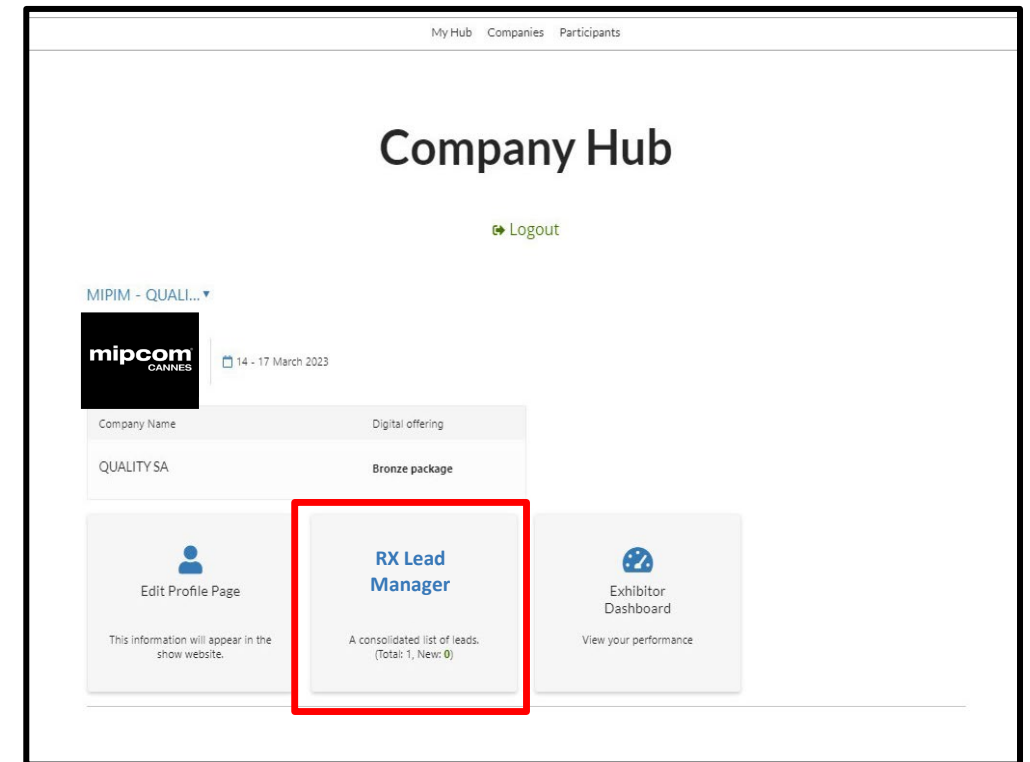 My Hub Companies Participants
Company Hub
Logout
MIPIM - QUALI...▼
mipcom
CANNES
14 - 17 March 2023
Company Name Digital offering
QUALITY SA Bronze package
Edit Profile Page
This information will appear in the
show website.
RX Lead
Manager
A consolidated list of leads.
(Total: 1, New: 0)
Exhibitor
Dashboard
View your performance